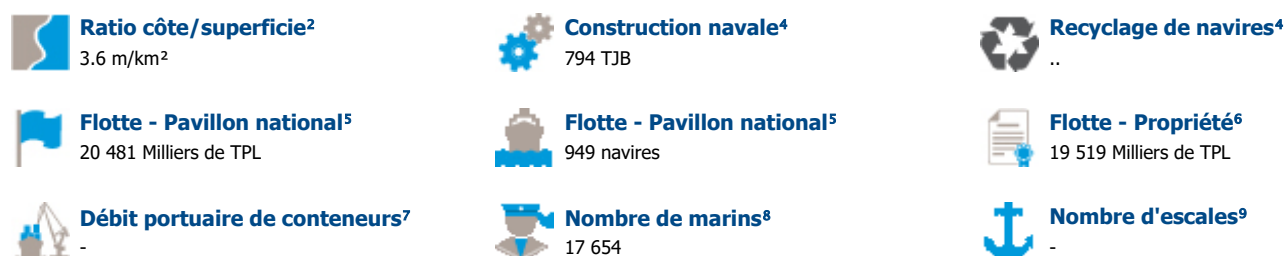 Ratio côte/superficie²
3.6 m/km²
Construction navale⁴
794 TJB
Recyclage de navires⁴
..
Flotte - Pavillon national⁵
20 481 Milliers de TPL
Flotte - Pavillon national⁵
949 navires
Flotte - Propriété⁶
19 519 Milliers de TPL
Débit portuaire de conteneurs⁷
-
Nombre de marins⁸
17 654
Nombre d'escales⁹
-